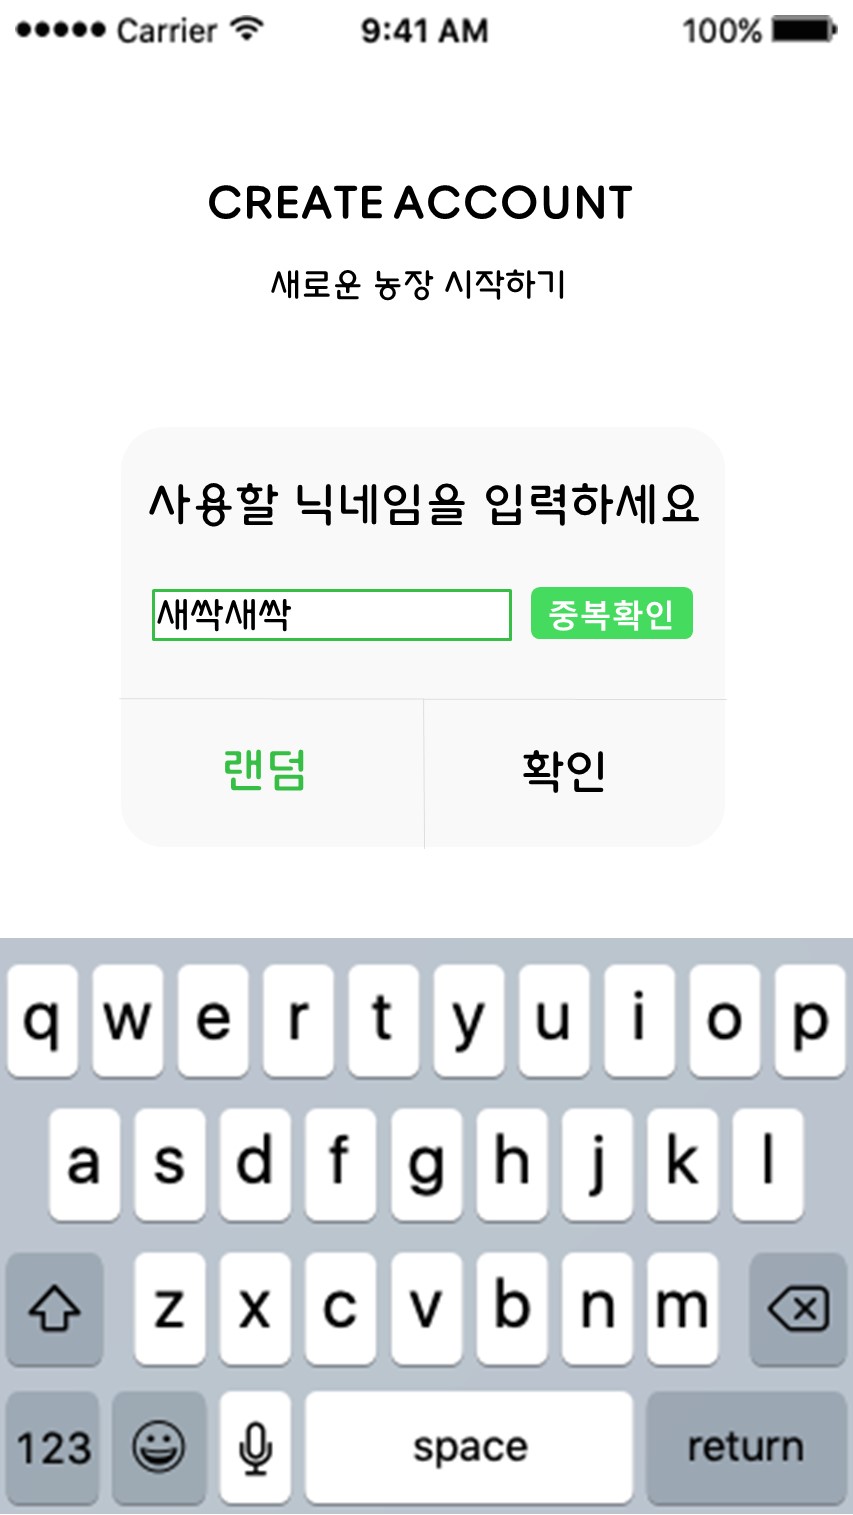 Carrier 9:41 AM 100%
CREATE ACCOUNT
새로운 농장 시작하기
사용할 닉네임을 입력하세요
새싹새싹 중복확인
랜덤 확인
q w e r t y u i o p
a s d f g h j k l
z x c v b n m
123 space return